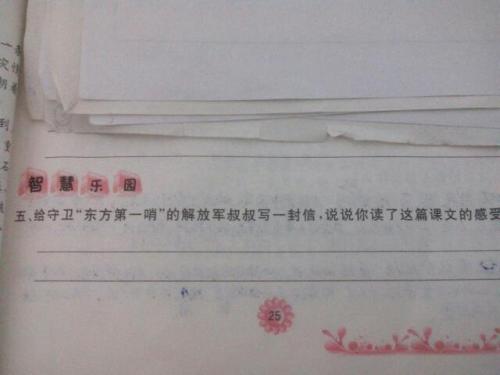 智慧乐园
五、给守卫“东方第一哨”的解放军叔叔写一封信,说说你读了这篇课文的感受
25